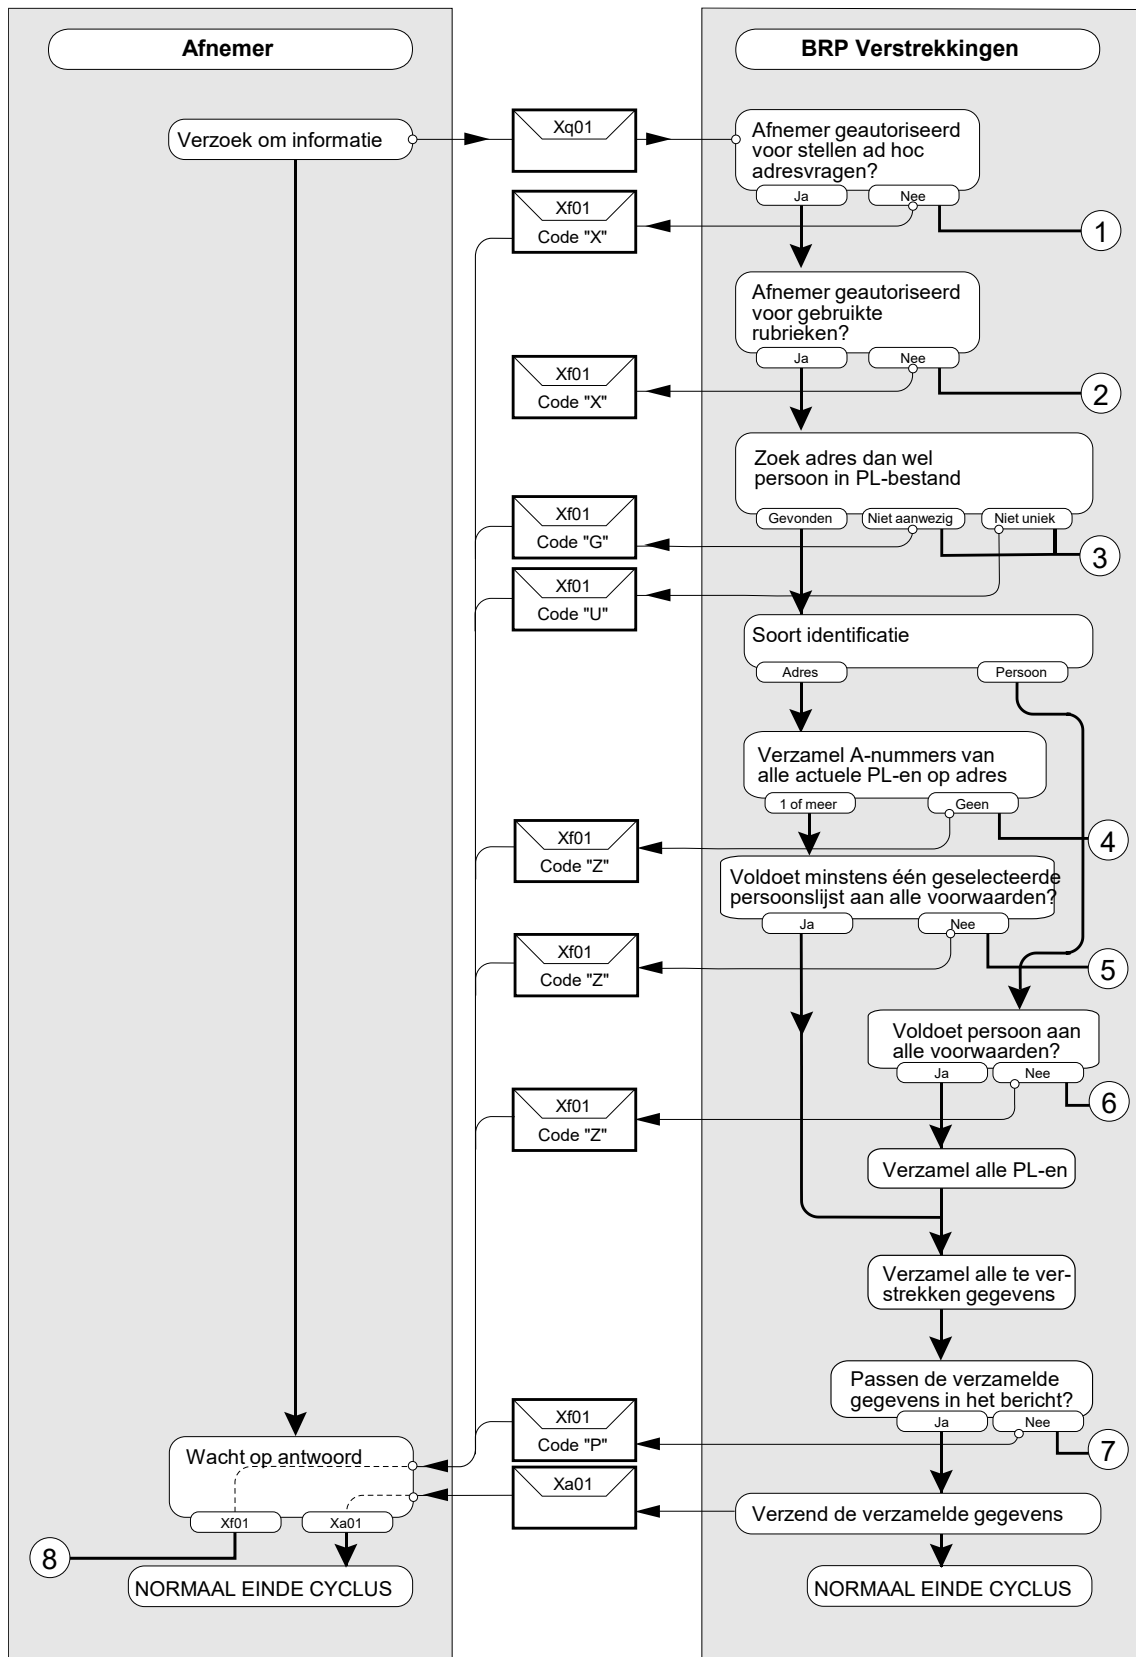 Afnemer
BRP Verstrekkingen
Verzoek om informatie
Xq01
Afnemer geautoriseerd
voor stellen ad hoc
adresvragen?
Ja
Nee
Xf01
Code "X"
1
Afnemer geautoriseerd
voor gebruikte
rubrieken?
Ja
Nee
Xf01
Code "X"
2
Zoek adres dan wel
persoon in PL-bestand
Gevonden
Niet aanwezig
Niet uniek
Xf01
Code "G"
3
Xf01
Code "U"
Soort identificatie
Adres
Persoon
Verzamel A-nummers van
alle actuele PL-en op adres
1 of meer
Geen
Xf01
Code "Z"
4
Voldoet minstens één geselecteerde
persoonslijst aan alle voorwaarden?
Ja
Nee
Xf01
Code "Z"
5
Voldoet persoon aan
alle voorwaarden?
Ja
Nee
Xf01
Code "Z"
6
Verzamel alle PL-en
Verzamel alle te ver-
strekken gegevens
Passen de verzamelde
gegevens in het bericht?
Ja
Nee
Xf01
Code "P"
7
Wacht op antwoord
Xf01
Xa01
Xa01
Verzend de verzamelde gegevens
8
NORMAAL EINDE CYCLUS
NORMAAL EINDE CYCLUS